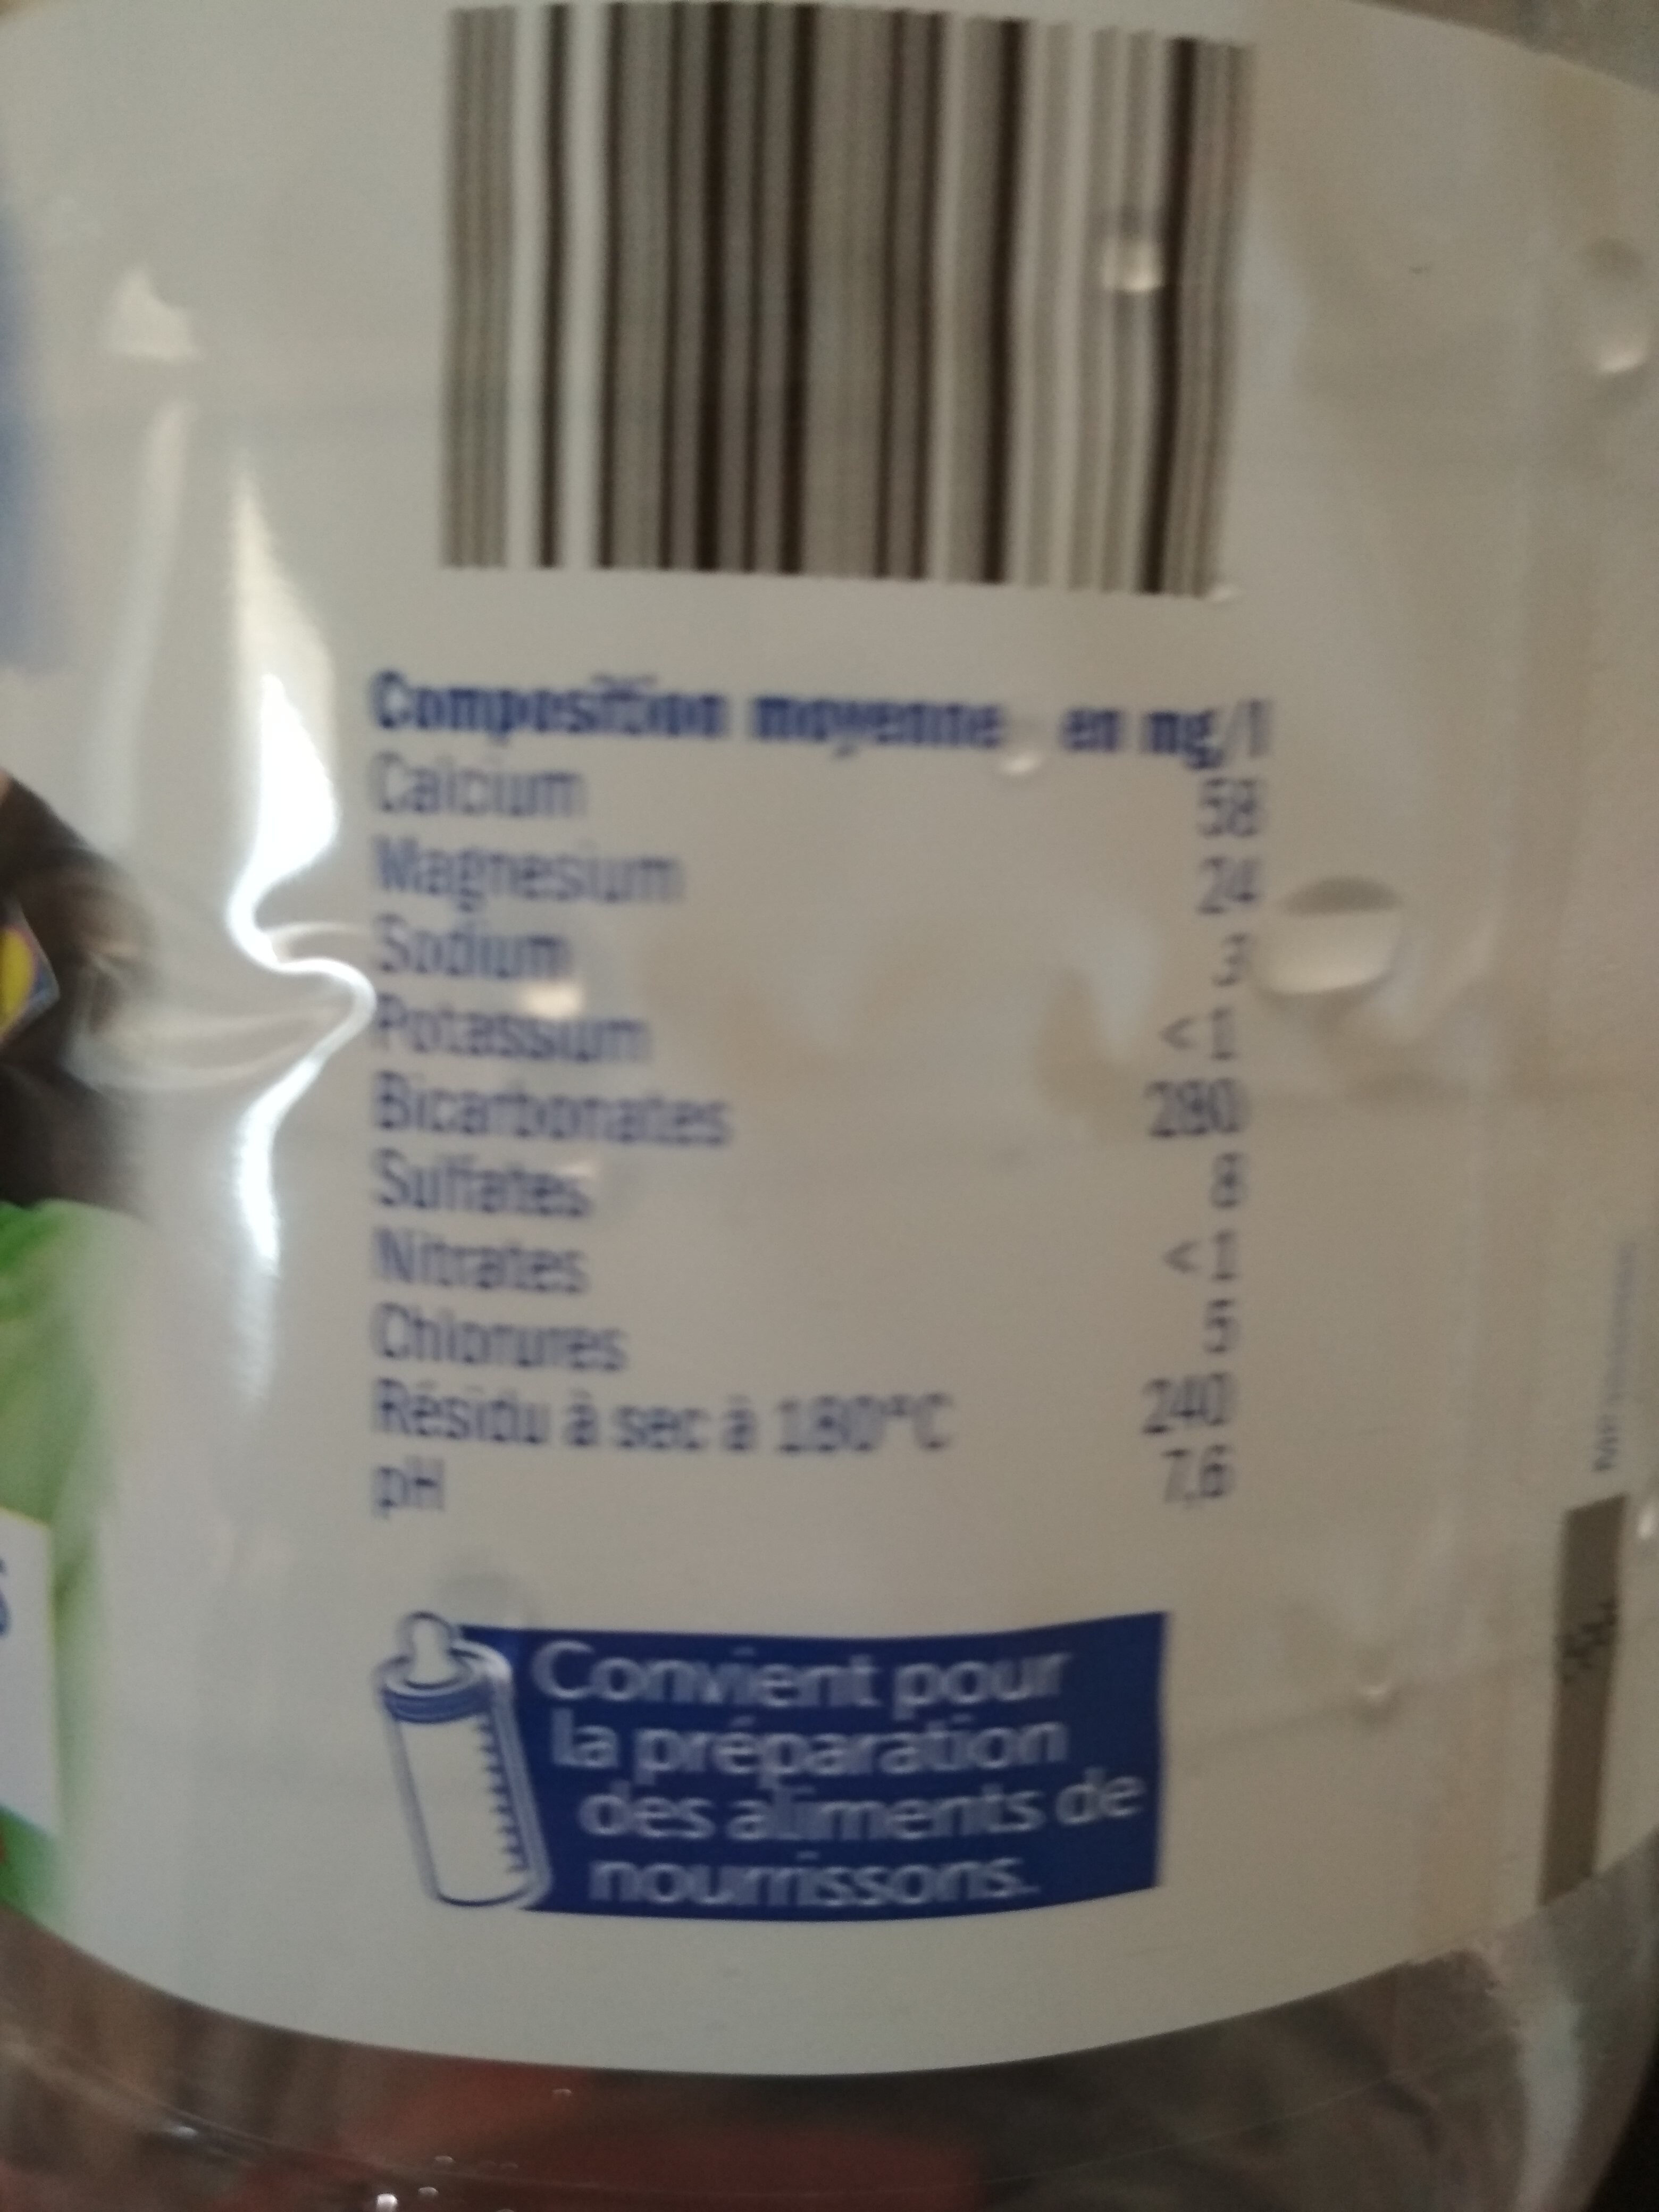 Composition moyenne, en mg/l
Calcium 58
Magnesium 24
Sodium 3
Potassium <1
Bicarbonates 280
Sulfates 8
Nitrates <1
Chlorures 5
Résidu à sec à 180°C 240
pH 7,6
Convient pour
la préparation
des aliments de
nourrissons.